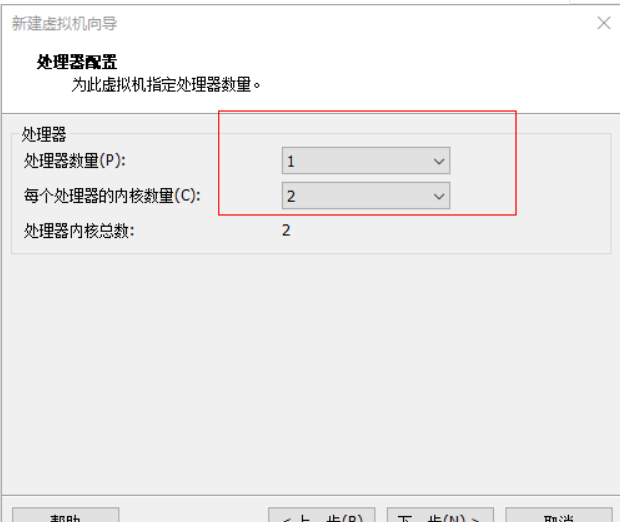 新建虚拟机向导
处理器配置
为此虚拟机指定处理器数量。
处理器
处理器数量(P): 1
每个处理器的内核数量(C): 2
处理器内核总数: 2
帮助 < 上一步(B) 下一步(N) > 取消